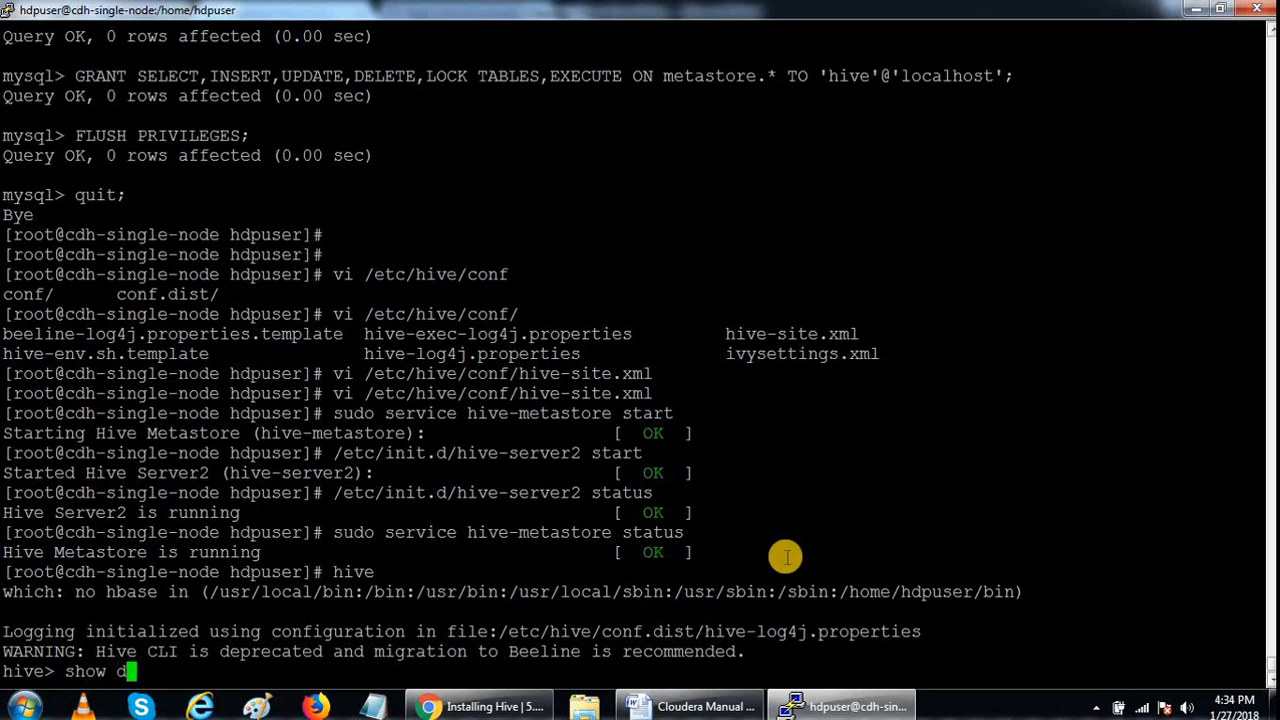 hdpuser@cdh-single-node:/home/hdpuser
Query OK, 0 rows affected (0.00 sec)
mysql> GRANT SELECT,INSERT,UPDATE,DELETE,LOCK TABLES,EXECUTE ON metastore.* TO 'hive'@'localhost';
Query OK, 0 rows affected (0.00 sec)
mysql> FLUSH PRIVILEGES;
Query OK, 0 rows affected (0.00 sec)
mysql> quit;
Bye
[root@cdh-single-node hdpuser]#
[root@cdh-single-node hdpuser]#
[root@cdh-single-node hdpuser]# vi /etc/hive/conf
conf/      conf.dist/
[root@cdh-single-node hdpuser]# vi /etc/hive/conf/
beeline-log4j.properties.template  hive-exec-log4j.properties         hive-site.xml
hive-env.sh.template               hive-log4j.properties              ivysettings.xml
[root@cdh-single-node hdpuser]# vi /etc/hive/conf/hive-site.xml
[root@cdh-single-node hdpuser]# vi /etc/hive/conf/hive-site.xml
[root@cdh-single-node hdpuser]# sudo service hive-metastore start
Starting Hive Metastore (hive-metastore):                  [  OK  ]
[root@cdh-single-node hdpuser]# /etc/init.d/hive-server2 start
Started Hive Server2 (hive-server2):                       [  OK  ]
[root@cdh-single-node hdpuser]# /etc/init.d/hive-server2 status
Hive Server2 is running                                    [  OK  ]
[root@cdh-single-node hdpuser]# sudo service hive-metastore status
Hive Metastore is running                                  [  OK  ]
[root@cdh-single-node hdpuser]# hive
which: no hbase in (/usr/local/bin:/bin:/usr/bin:/usr/local/sbin:/usr/sbin:/sbin:/home/hdpuser/bin)
Logging initialized using configuration in file:/etc/hive/conf.dist/hive-log4j.properties
WARNING: Hive CLI is deprecated and migration to Beeline is recommended.
hive> show d
Installing Hive | 5.... Cloudera Manual ... hdpuser@cdh-sin... 4:34 PM
1/27/2018